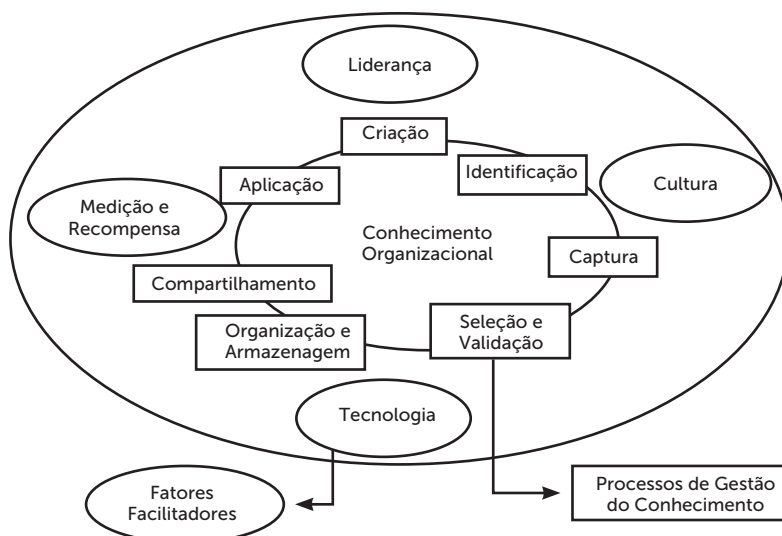 Liderança
Criação
Identificação
Aplicação
Cultura
Medição e
Recompensa
Conhecimento
Organizacional
Captura
Compartilhamento
Seleção e
Validação
Organização e
Armazenagem
Tecnologia
Fatores
Facilitadores
Processos de Gestão
do Conhecimento